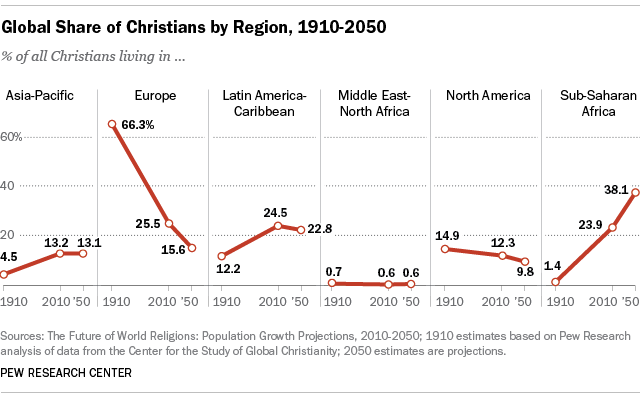 Global Share of Christians by Region, 1910-2050
% of all Christians living in ...
Asia-Pacific
Europe
Latin America-
Caribbean
Middle East-
North Africa
North America
Sub-Saharan
Africa
60%
40
20
4.5
13.2
13.1
66.3%
25.5
15.6
12.2
24.5
22.8
0.7
0.6
0.6
14.9
12.3
9.8
1.4
23.9
38.1
1910 2010 '50
1910 2010 '50
1910 2010 '50
1910 2010 '50
1910 2010 '50
1910 2010 '50
Sources: The Future of World Religions: Population Growth Projections, 2010-2050; 1910 estimates based on Pew Research
analysis of data from the Center for the Study of Global Christianity; 2050 estimates are projections.
PEW RESEARCH CENTER